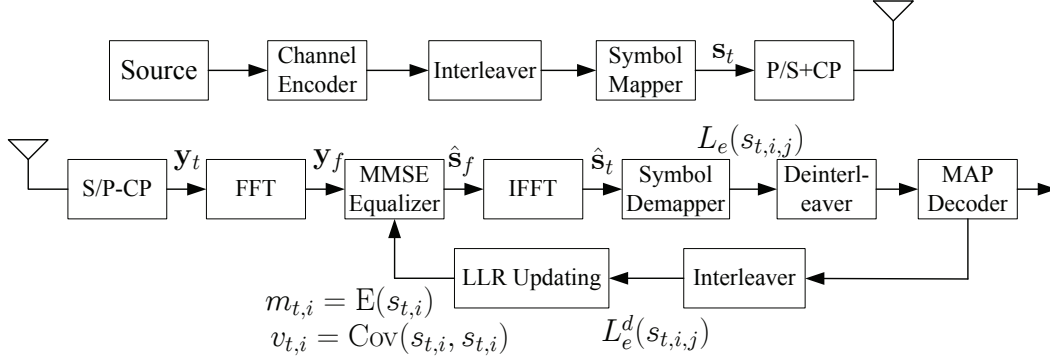 Source
Channel
Encoder
Interleaver
Symbol
Mapper
s_t
P/S+CP
S/P-CP
y_t
FFT
y_f
MMSE
Equalizer
ŝ_f
IFFT
ŝ_t
Symbol
Demapper
L_e(s_{t,i,j})
Deinterl-
eaver
MAP
Decoder
LLR Updating
Interleaver
m_{t,i} = E(s_{t,i})
v_{t,i} = Cov(s_{t,i}, s_{t,i})
L_e^d(s_{t,i,j})